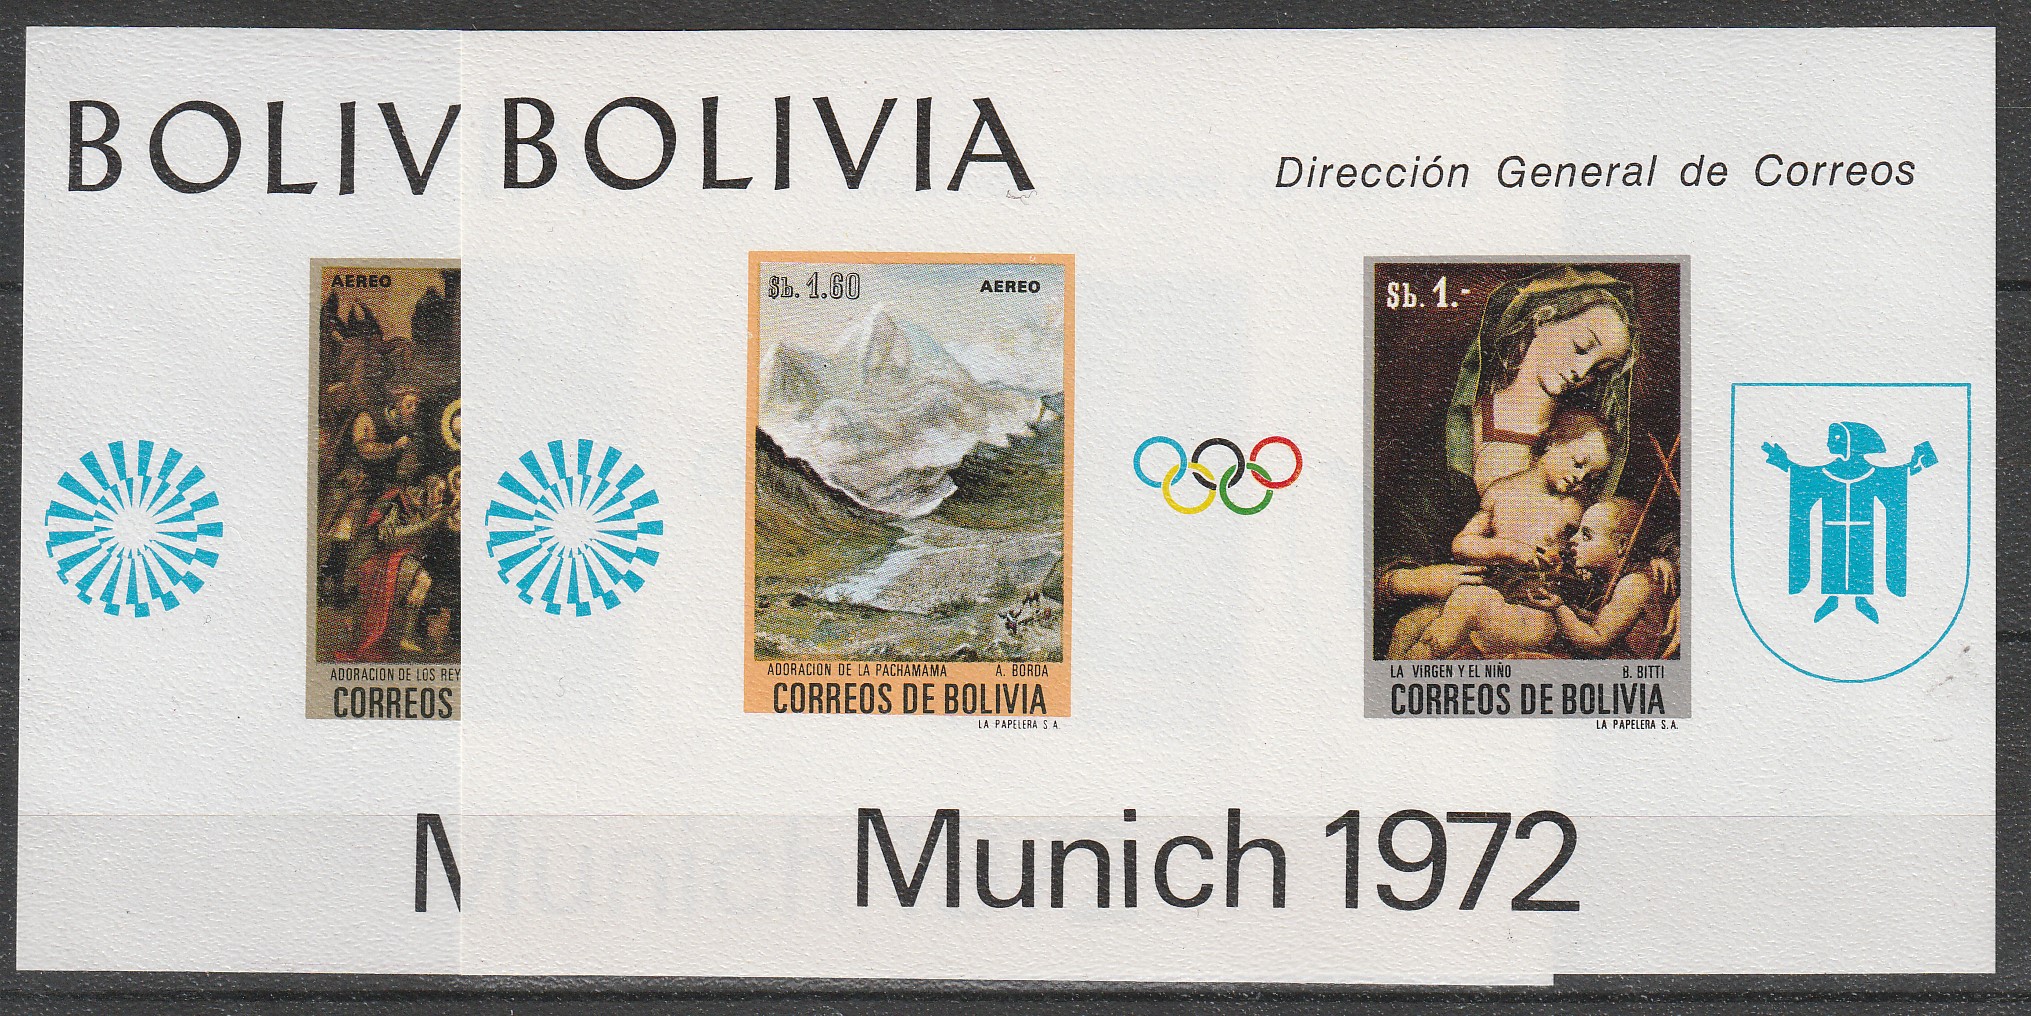 BOLIV
BOLIVIA
Dirección General de Correos
AEREO
$b. 1.60
AEREO
$b. 1.-
ADORACION DE LOS REY
CORREOS
ADORACION DE LA PACHAMAMA A. BORDA
CORREOS DE BOLIVIA
LA PAPELERA S A.
LA VIRGEN Y EL NIÑO B. BITTI
CORREOS DE BOLIVIA
LA PAPELERA S.A.
M
Munich 1972